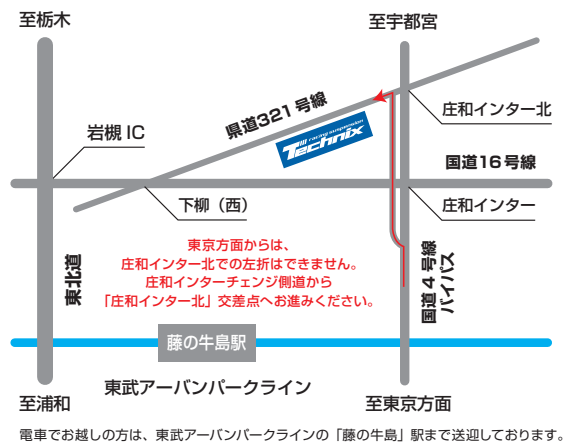 至栃木
至宇都宮
県道321号線
庄和インター北
岩槻 IC
racing suspension
Technix
国道16号線
下柳（西）
庄和インター
東京方面からは、
庄和インター北での左折はできません。
庄和インターチェンジ側道から
「庄和インター北」交差点へお進みください。
東北道
国道4号線
バイパス
藤の牛島駅
東武アーバンパークライン
至浦和
至東京方面
電車でお越しの方は、東武アーバンパークラインの「藤の牛島」駅まで送迎しております。